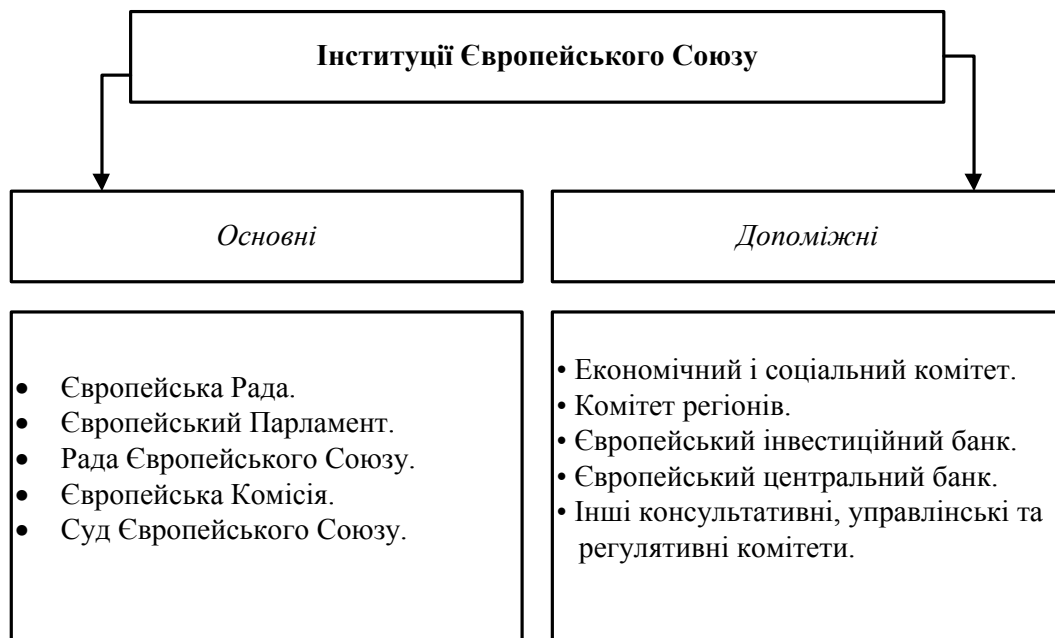 Інституції Європейського Союзу
Основні
Допоміжні
• Європейська Рада.
• Європейський Парламент.
• Рада Європейського Союзу.
• Європейська Комісія.
• Суд Європейського Союзу.
• Економічний і соціальний комітет.
• Комітет регіонів.
• Європейський інвестиційний банк.
• Європейський центральний банк.
• Інші консультативні, управлінські та
регулятивні комітети.